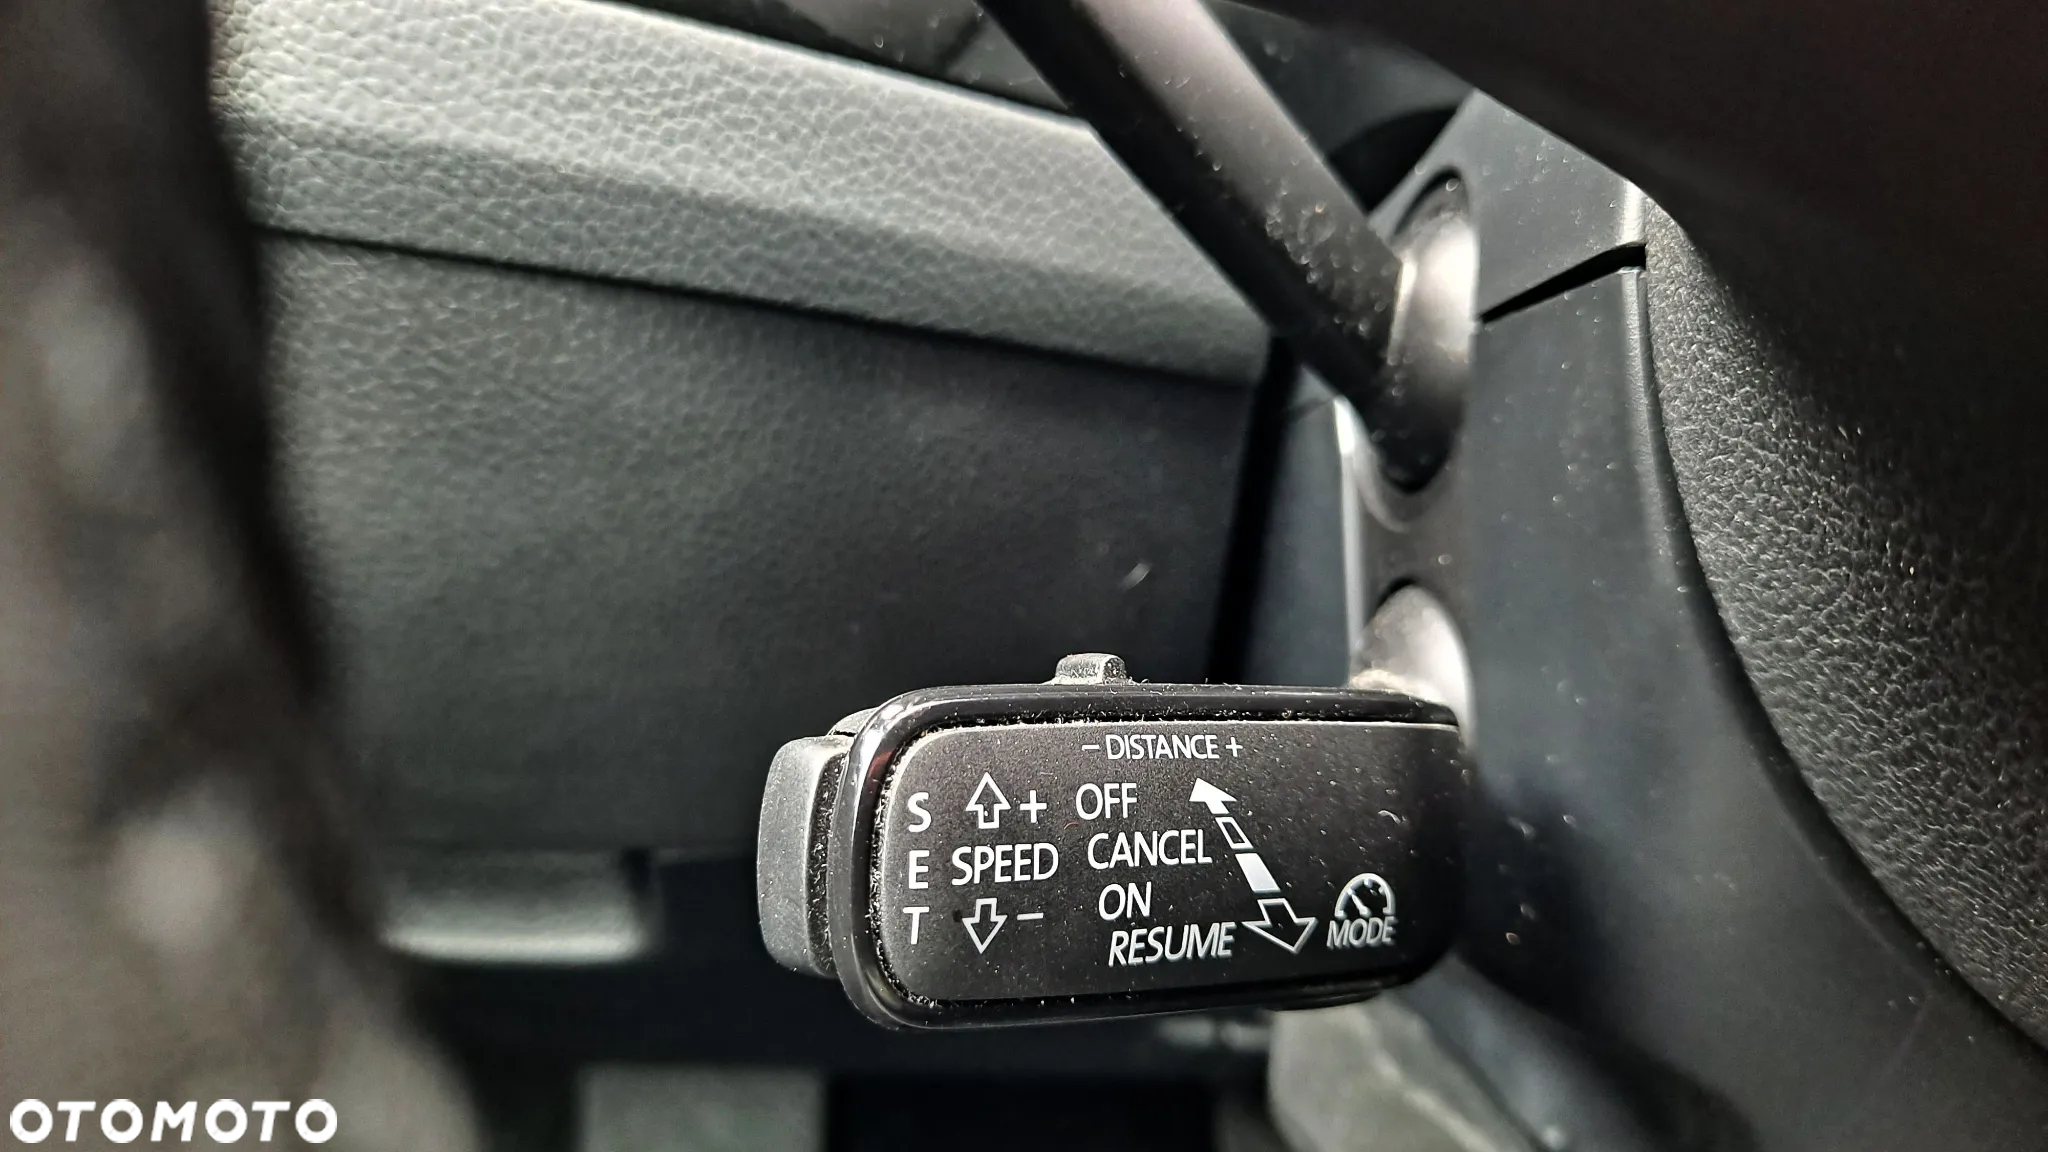 – DISTANCE +
S + OFF
E SPEED CANCEL
T – ON
RESUME MODE
OTOMOTO